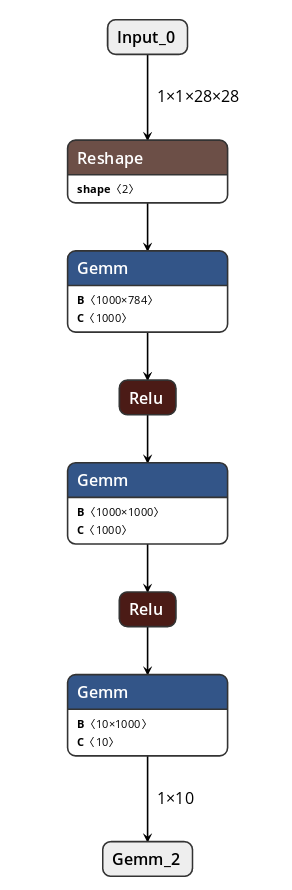 Input_0
1×1×28×28
Reshape
shape〈2〉
Gemm
B〈1000×784〉
C〈1000〉
Relu
Gemm
B〈1000×1000〉
C〈1000〉
Relu
Gemm
B〈10×1000〉
C〈10〉
1×10
Gemm_2